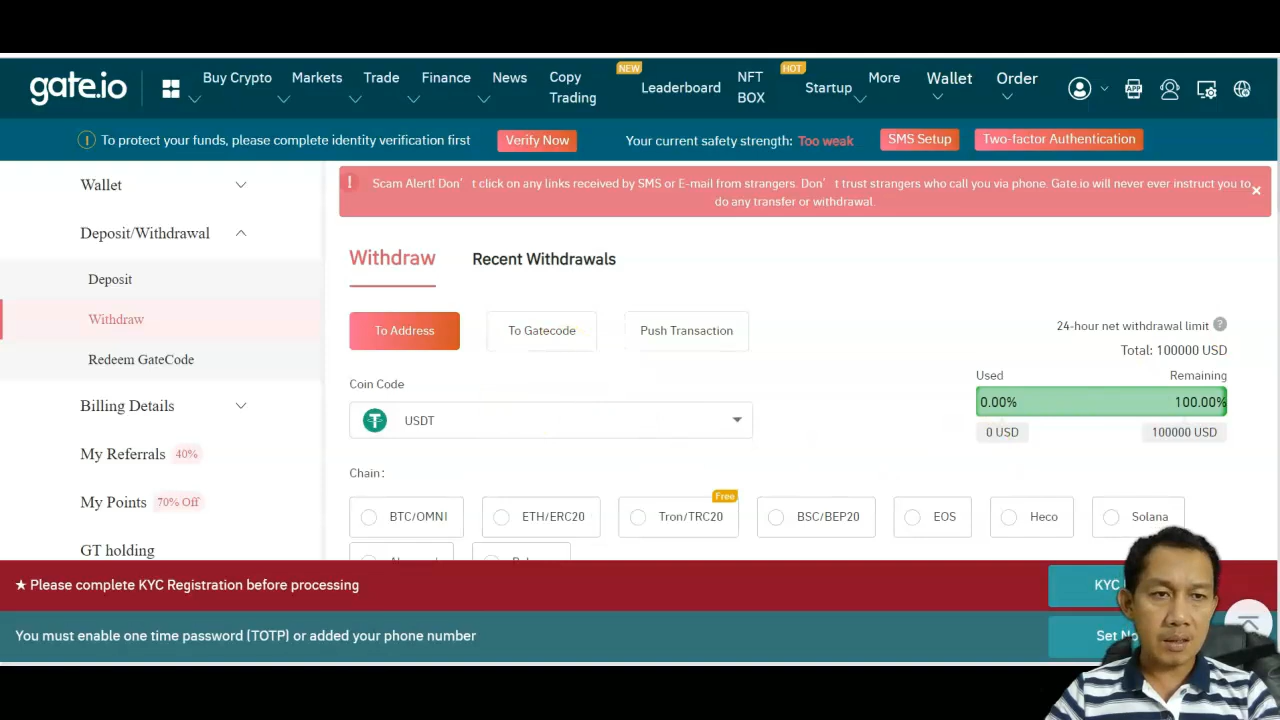 gate.io
Buy Crypto
Markets
Trade
Finance
News
Copy
Trading
NEW
Leaderboard
NFT
BOX
HOT
Startup
More
Wallet
Order
APP
! To protect your funds, please complete identity verification first
Verify Now
Your current safety strength: Too weak
SMS Setup
Two-factor Authentication
Wallet
Deposit/Withdrawal
Deposit
Withdraw
Redeem GateCode
Billing Details
My Referrals 40%
My Points 70% Off
GT holding
! Scam Alert! Don’t click on any links received by SMS or E-mail from strangers. Don’t trust strangers who call you via phone. Gate.io will never ever instruct you to
do any transfer or withdrawal.
Withdraw
Recent Withdrawals
To Address
To Gatecode
Push Transaction
24-hour net withdrawal limit ?
Total: 100000 USD
Used
Remaining
0.00%
100.00%
0 USD
100000 USD
Coin Code
USDT
Chain:
BTC/OMNI
ETH/ERC20
Free
Tron/TRC20
BSC/BEP20
EOS
Heco
Solana
★ Please complete KYC Registration before processing
KYC
You must enable one time password (TOTP) or added your phone number
Set